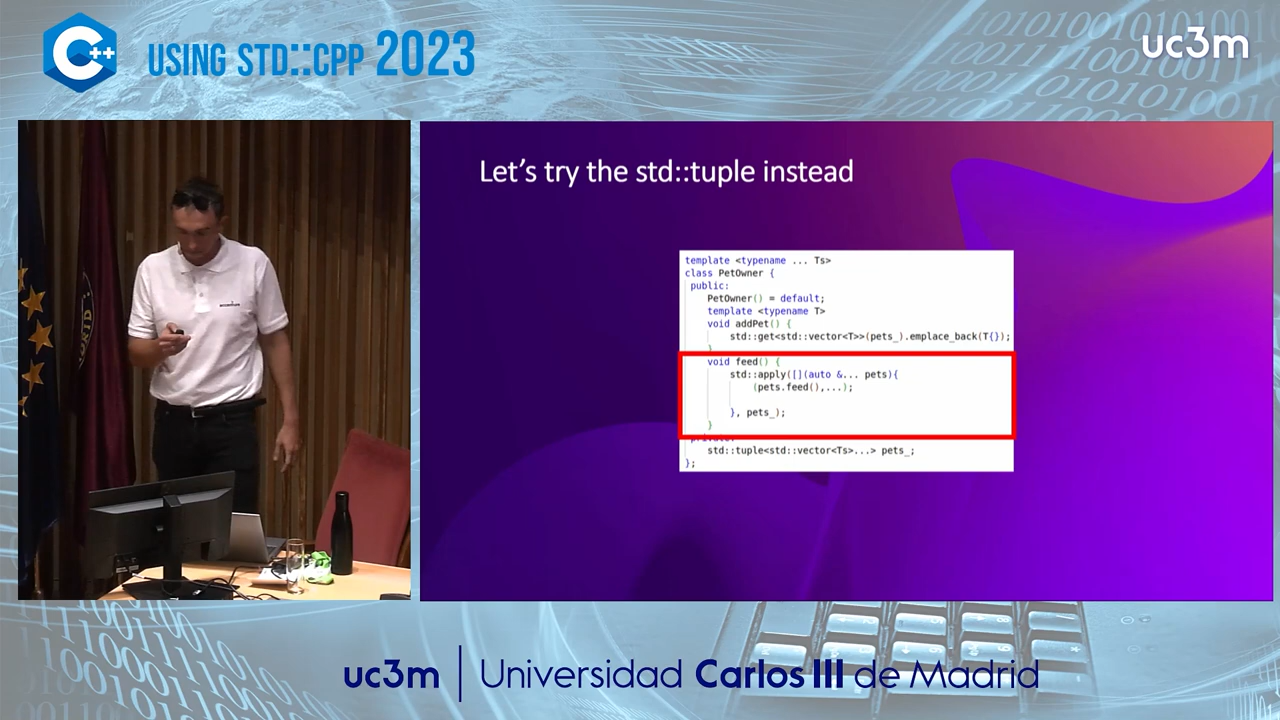 C++
USING STD::CPP 2023
uc3m
Let's try the std::tuple instead
template <typename ... Ts>
class PetOwner {
public:
PetOwner() = default;
template <typename T>
void addPet() {
std::get<std::vector<T>>(pets_).emplace_back(T{});
}
void feed() {
std::apply([](auto &... pets){
(pets.feed(),...);
}, pets_);
}
private:
std::tuple<std::vector<Ts>...> pets_;
};
uc3m | Universidad Carlos III de Madrid